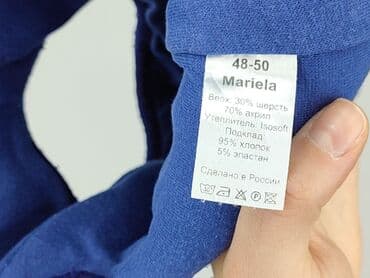 48-50
Mariela
Верх: 30% шерсть
70% акрил
Утеплитель: Isosoft
Подклад:
95% хлопок
5% эластан
Сделано в России